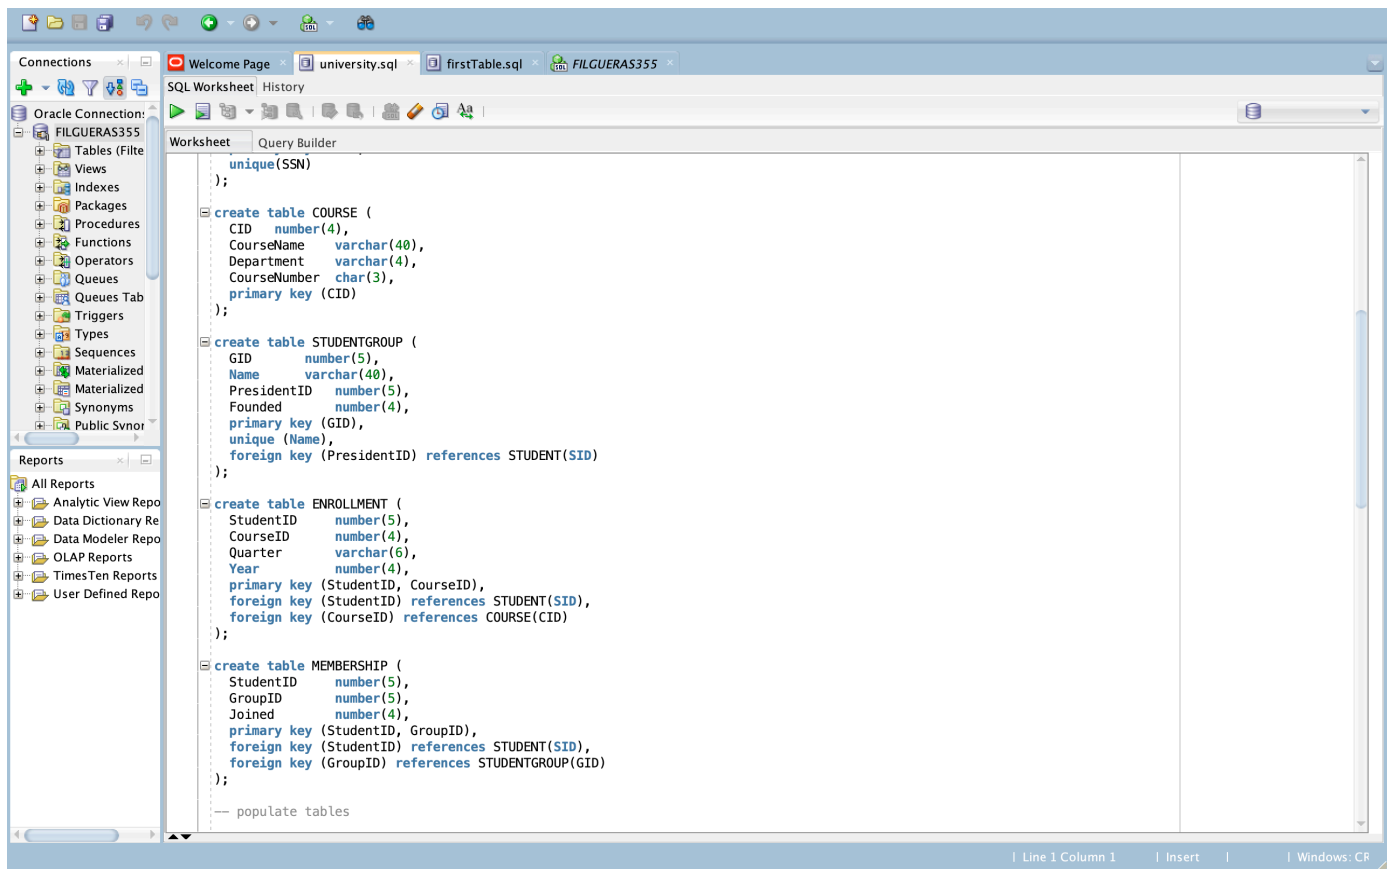 Connections
Welcome Page
university.sql
firstTable.sql
FILGUERAS355
SQL Worksheet History
Oracle Connections
FILGUERAS355
Tables (Filte
Views
Indexes
Packages
Procedures
Functions
Operators
Queues
Queues Tab
Triggers
Types
Sequences
Materialized
Materialized
Synonyms
Public Synor
Reports
All Reports
Analytic View Repo
Data Dictionary Re
Data Modeler Repo
OLAP Reports
TimesTen Reports
User Defined Repo
Worksheet Query Builder
unique(SSN)
);
create table COURSE (
CID number(4),
CourseName varchar(40),
Department varchar(4),
CourseNumber char(3),
primary key (CID)
);
create table STUDENTGROUP (
GID number(5),
Name varchar(40),
PresidentID number(5),
Founded number(4),
primary key (GID),
unique (Name),
foreign key (PresidentID) references STUDENT(SID)
);
create table ENROLLMENT (
StudentID number(5),
CourseID number(4),
Quarter varchar(6),
Year number(4),
primary key (StudentID, CourseID),
foreign key (StudentID) references STUDENT(SID),
foreign key (CourseID) references COURSE(CID)
);
create table MEMBERSHIP (
StudentID number(5),
GroupID number(5),
Joined number(4),
primary key (StudentID, GroupID),
foreign key (StudentID) references STUDENT(SID),
foreign key (GroupID) references STUDENTGROUP(GID)
);
-- populate tables
| Line 1 Column 1 | Insert | | Windows: CR